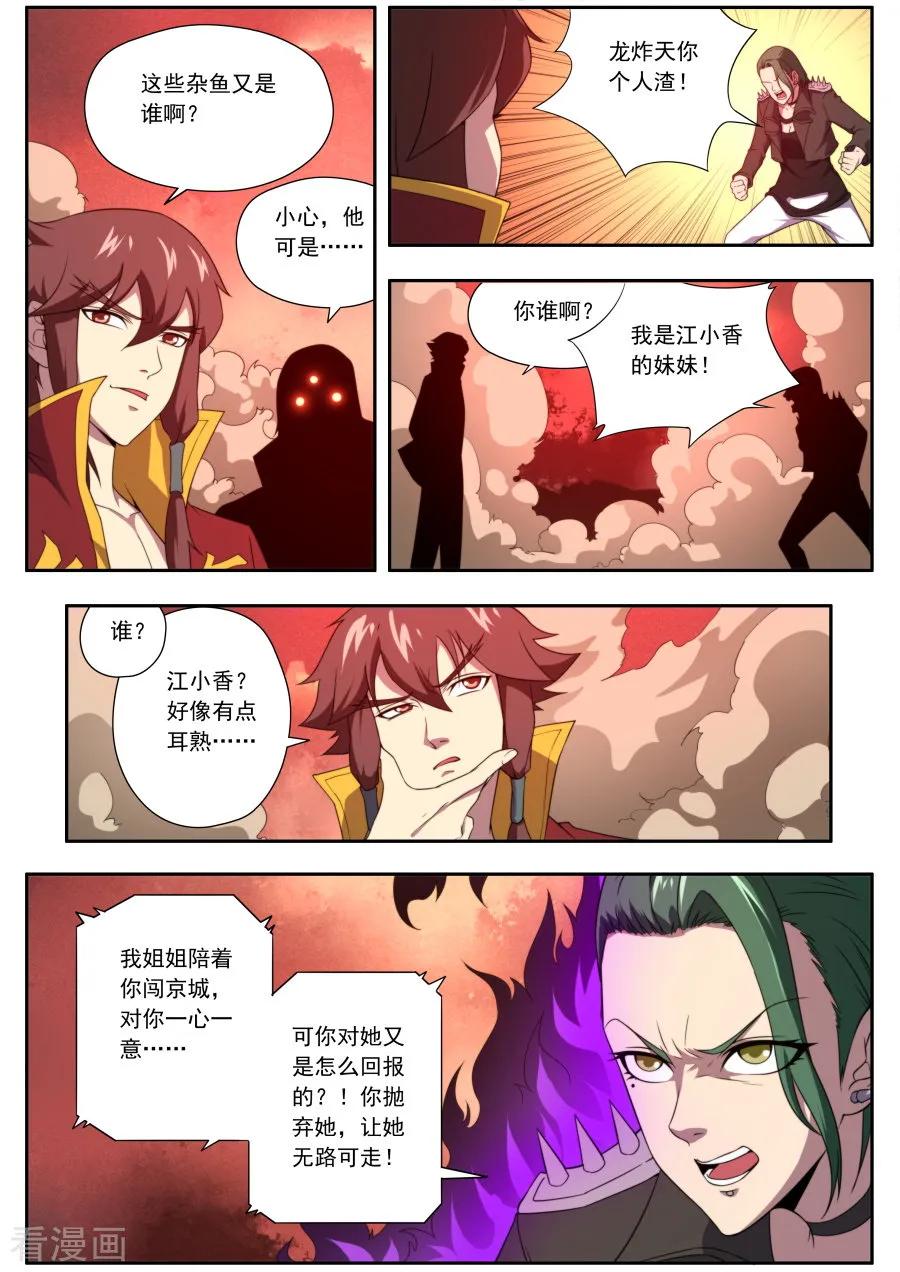 这些杂鱼又是
谁啊？
小心，他
可是……
龙炸天你
个人渣！
你谁啊？
我是江小香
的妹妹！
谁？
江小香？
好像有点
耳熟……
我姐姐陪着
你闯京城，
对你一心一
意……
可你对她又
是怎么回报
的？！你抛
弃她，让她
无路可走！
看漫画